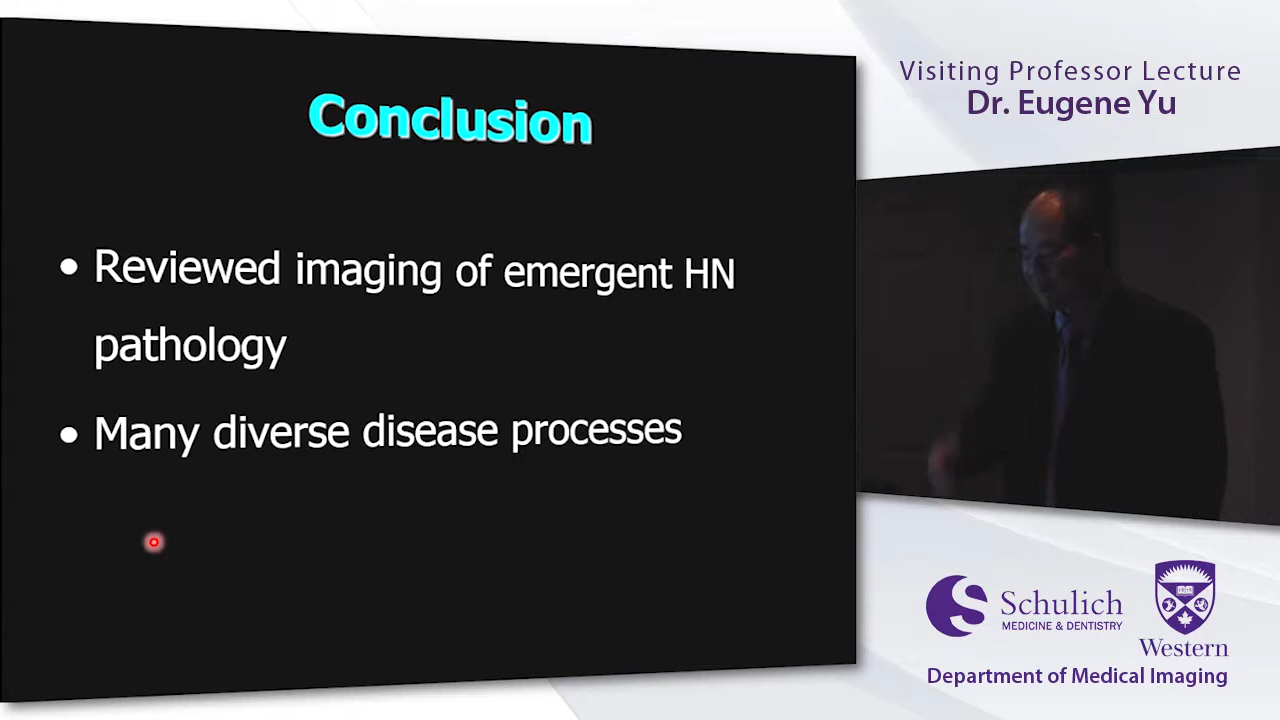 Conclusion
• Reviewed imaging of emergent HN
pathology
• Many diverse disease processes
Visiting Professor Lecture
Dr. Eugene Yu
Schulich
MEDICINE & DENTISTRY
Western
Department of Medical Imaging